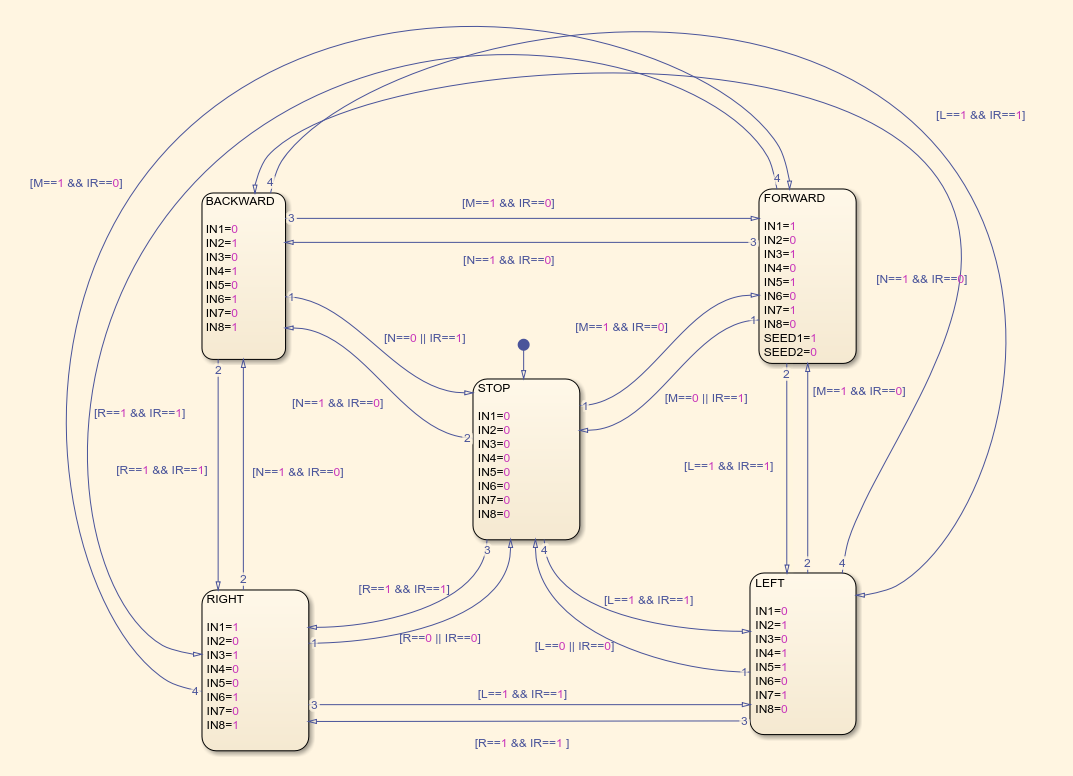 [L==1 && IR==1]
[M==1 && IR==0]
4
4
BACKWARD
IN1=0
IN2=1
IN3=0
IN4=1
IN5=0
IN6=1
IN7=0
IN8=1
3
[M==1 && IR==0]
3
[N==1 && IR==0]
FORWARD
IN1=1
IN2=0
IN3=1
IN4=0
IN5=1
IN6=0
IN7=1
IN8=0
SEED1=1
SEED2=0
[N==1 && IR==0]
1
[N==0 || IR==1]
[M==1 && IR==0]
1
2
2
STOP
IN1=0
IN2=0
IN3=0
IN4=0
IN5=0
IN6=0
IN7=0
IN8=0
[N==1 && IR==0]
2
1
[M==0 || IR==1]
[M==1 && IR==0]
[R==1 && IR==1]
[R==1 && IR==1]
[N==1 && IR==0]
[L==1 && IR==1]
3
4
2
2
4
RIGHT
IN1=1
IN2=0
IN3=1
IN4=0
IN5=0
IN6=1
IN7=0
IN8=1
[R==1 && IR==1]
1
[R==0 || IR==0]
[L==1 && IR==1]
[L==0 || IR==0]
1
LEFT
IN1=0
IN2=1
IN3=0
IN4=1
IN5=1
IN6=0
IN7=1
IN8=0
4
[L==1 && IR==1]
3
3
[R==1 && IR==1 ]